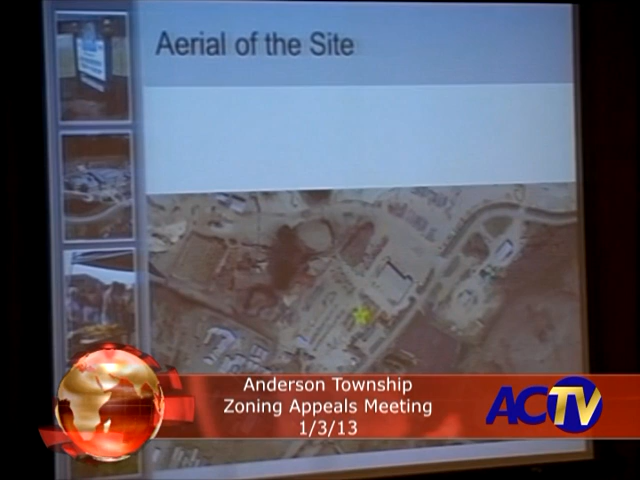 Aerial of the Site
Anderson Township
Zoning Appeals Meeting
1/3/13
ACTV